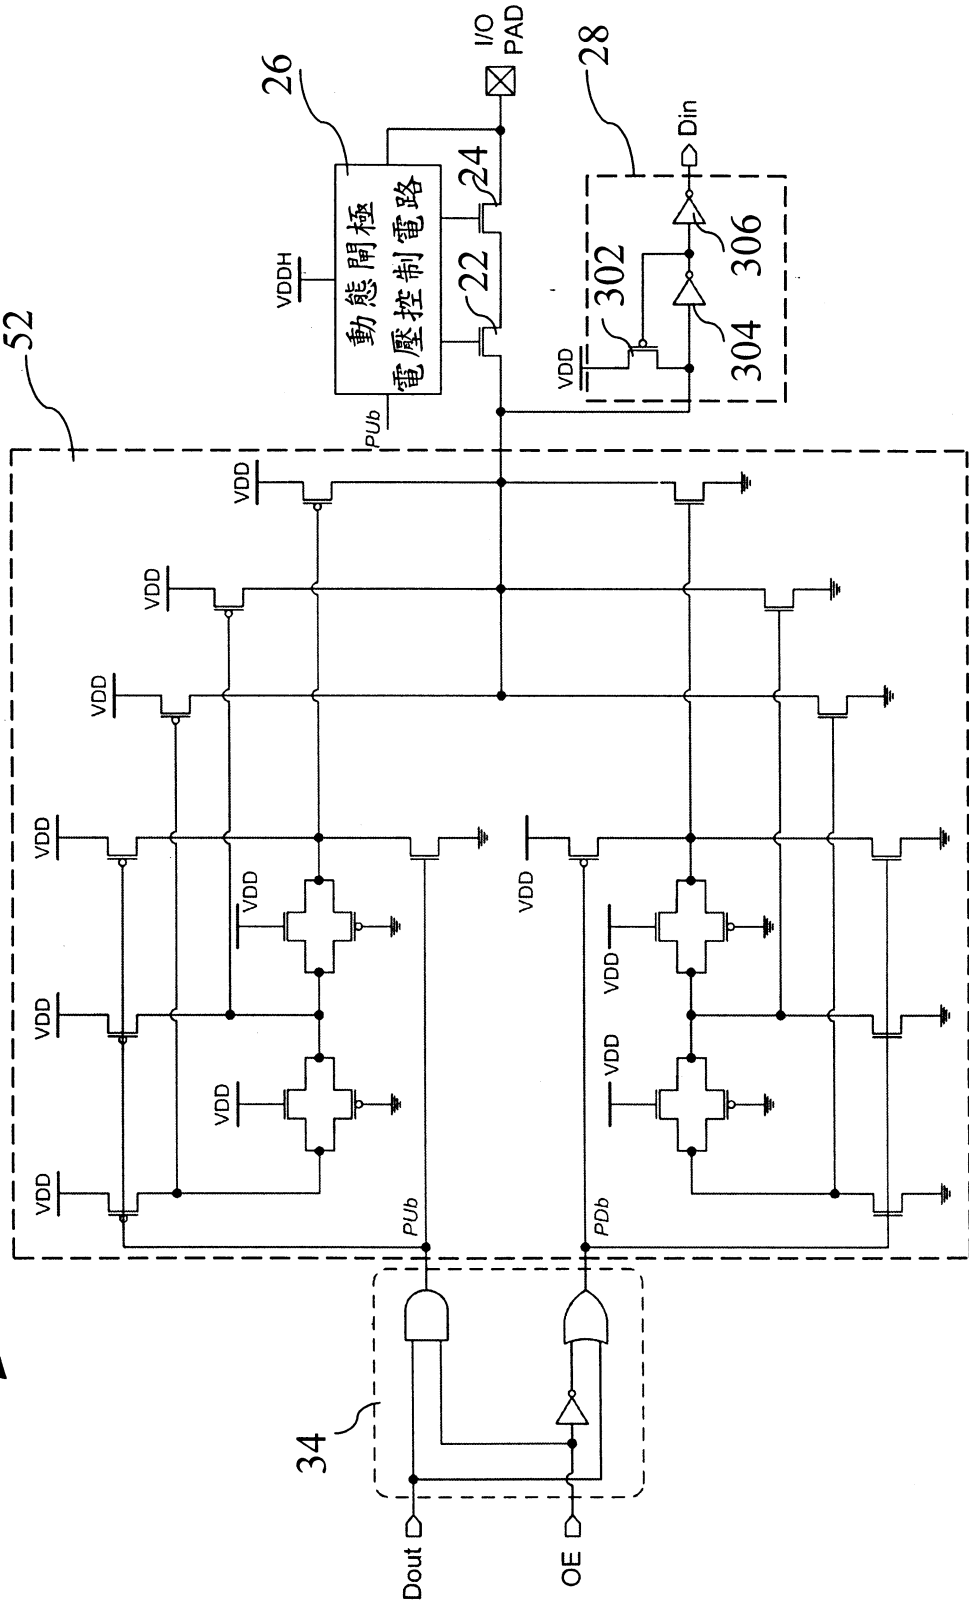 52
26
VDDH
動態閘極
電壓控制電路
PUb
I/O
PAD
24
22
28
VDD
302
304
306
Din
VDD
VDD
VDD
VDD
VDD
VDD
VDD
VDD
VDD
VDD
VDD
PUb
PDb
34
Dout
OE